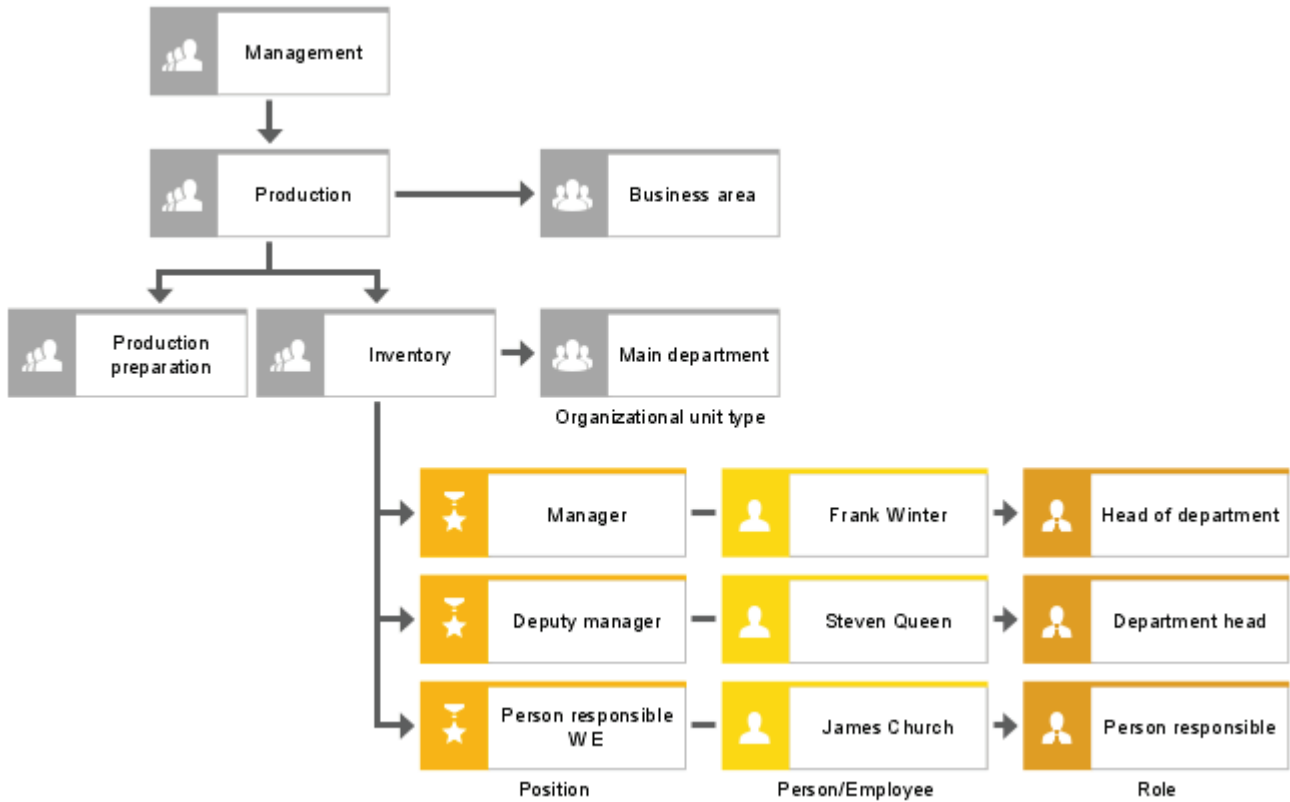 Management
Production
Business area
Production
preparation
Inventory
Main department
Organizational unit type
Manager
Frank Winter
Head of department
Deputy manager
Steven Queen
Department head
Person responsible
WE
James Church
Person responsible
Position
Person/Employee
Role